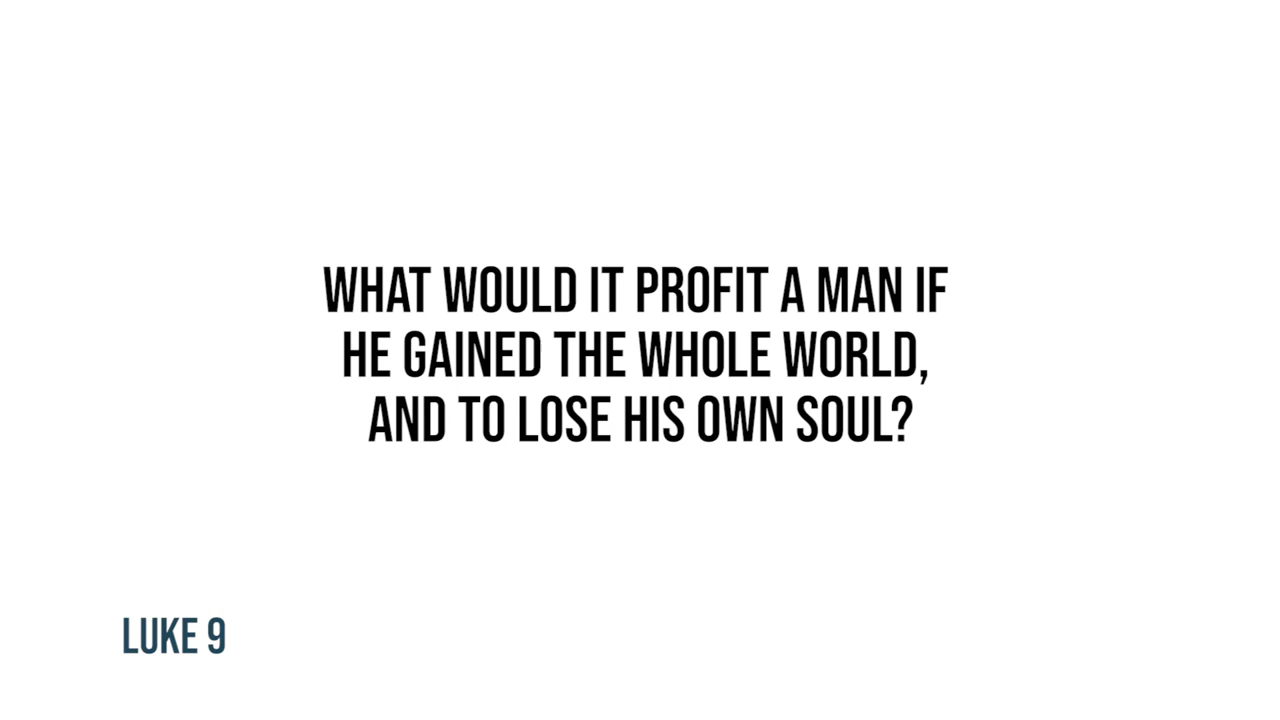 WHAT WOULD IT PROFIT A MAN IF
HE GAINED THE WHOLE WORLD,
AND TO LOSE HIS OWN SOUL?
LUKE 9